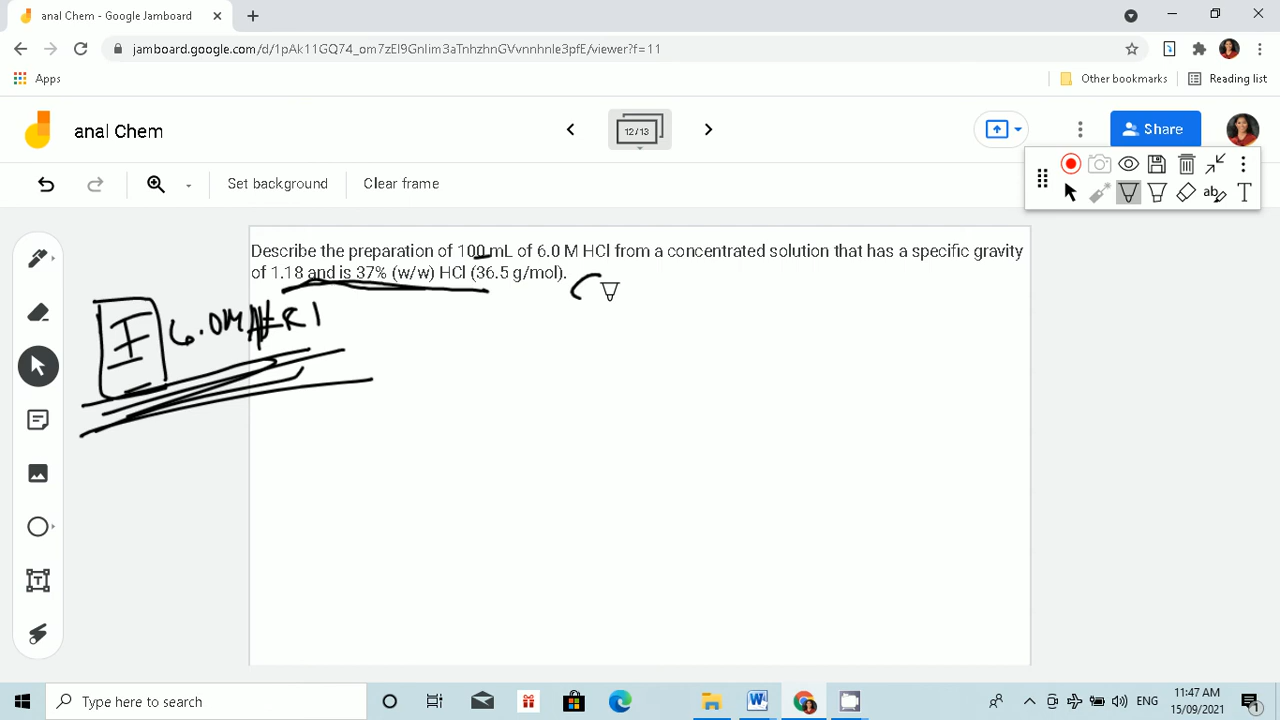 anal Chem - Google Jamboard
jamboard.google.com/d/1pAk11GQ74_om7zEI9Gnlim3aTnhzhnGVvrnhnle3pfE/viewer?f=11
Apps
Other bookmarks
Reading list
anal Chem
12/13
Share
Set background
Clear frame
Describe the preparation of 100 mL of 6.0 M HCl from a concentrated solution that has a specific gravity
of 1.18 and is 37% (w/w) HCl (36.5 g/mol).
6.0M
Type here to search
ENG
11:47 AM
15/09/2021